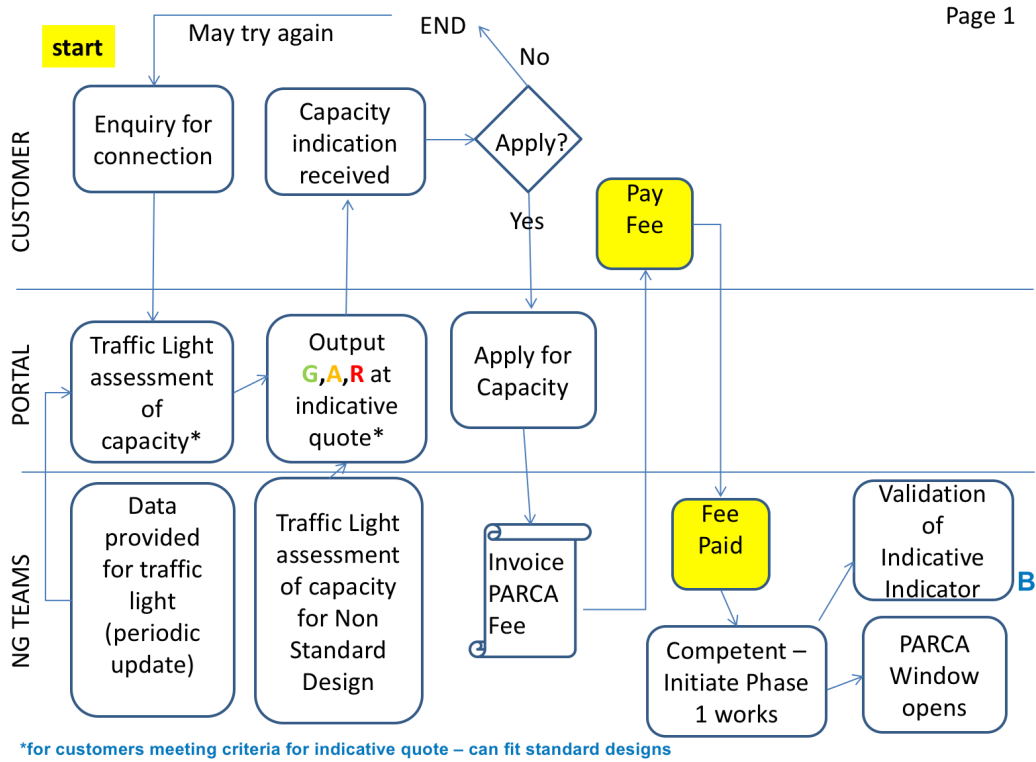 Page 1
start
May try again
END
No
CUSTOMER
Enquiry for
connection
Capacity
indication
received
Apply?
Yes
Pay
Fee
PORTAL
Traffic Light
assessment
of
capacity*
Output
G,A,R at
indicative
quote*
Apply for
Capacity
NG TEAMS
Data
provided
for traffic
light
(periodic
update)
Traffic Light
assessment
of capacity
for Non
Standard
Design
Invoice
PARCA
Fee
Fee
Paid
Competent –
Initiate Phase
1 works
Validation
of
Indicative
Indicator
B
PARCA
Window
opens
*for customers meeting criteria for indicative quote – can fit standard designs